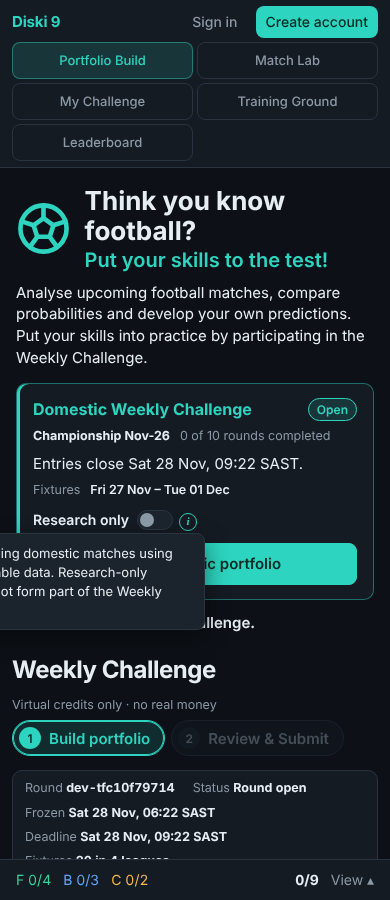 Diski 9
Sign in
Create account
Portfolio Build
Match Lab
My Challenge
Training Ground
Leaderboard
Think you know
football?
Put your skills to the test!
Analyse upcoming football matches, compare
probabilities and develop your own predictions.
Put your skills into practice by participating in the
Weekly Challenge.
Domestic Weekly Challenge
Open
Championship Nov-26 0 of 10 rounds completed
Entries close Sat 28 Nov, 09:22 SAST.
Fixtures Fri 27 Nov – Tue 01 Dec
Research only i
ing domestic matches using
ble data. Research-only
ot form part of the Weekly
ic portfolio
allenge.
Weekly Challenge
Virtual credits only · no real money
1 Build portfolio
2 Review & Submit
Round dev-tfc10f79714 Status Round open
Frozen Sat 28 Nov, 06:22 SAST
Deadline Sat 28 Nov, 09:22 SAST
F 0/4 B 0/3 C 0/2
0/9 View ▴